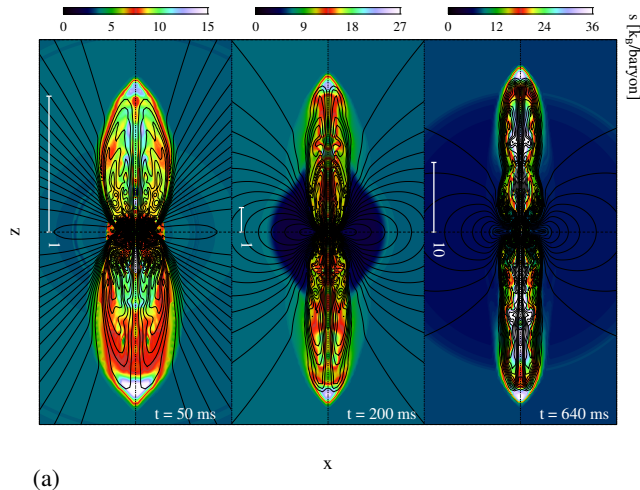 0 5 10 15
0 9 18 27
0 12 24 36
s [k_B/baryon]
z
1
1
10
t = 50 ms
t = 200 ms
t = 640 ms
x
(a)